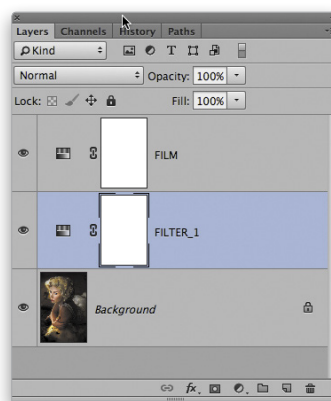 Layers Channels History Paths
Kind
Normal Opacity: 100%
Lock: Fill: 100%
FILM
FILTER_1
Background
fx